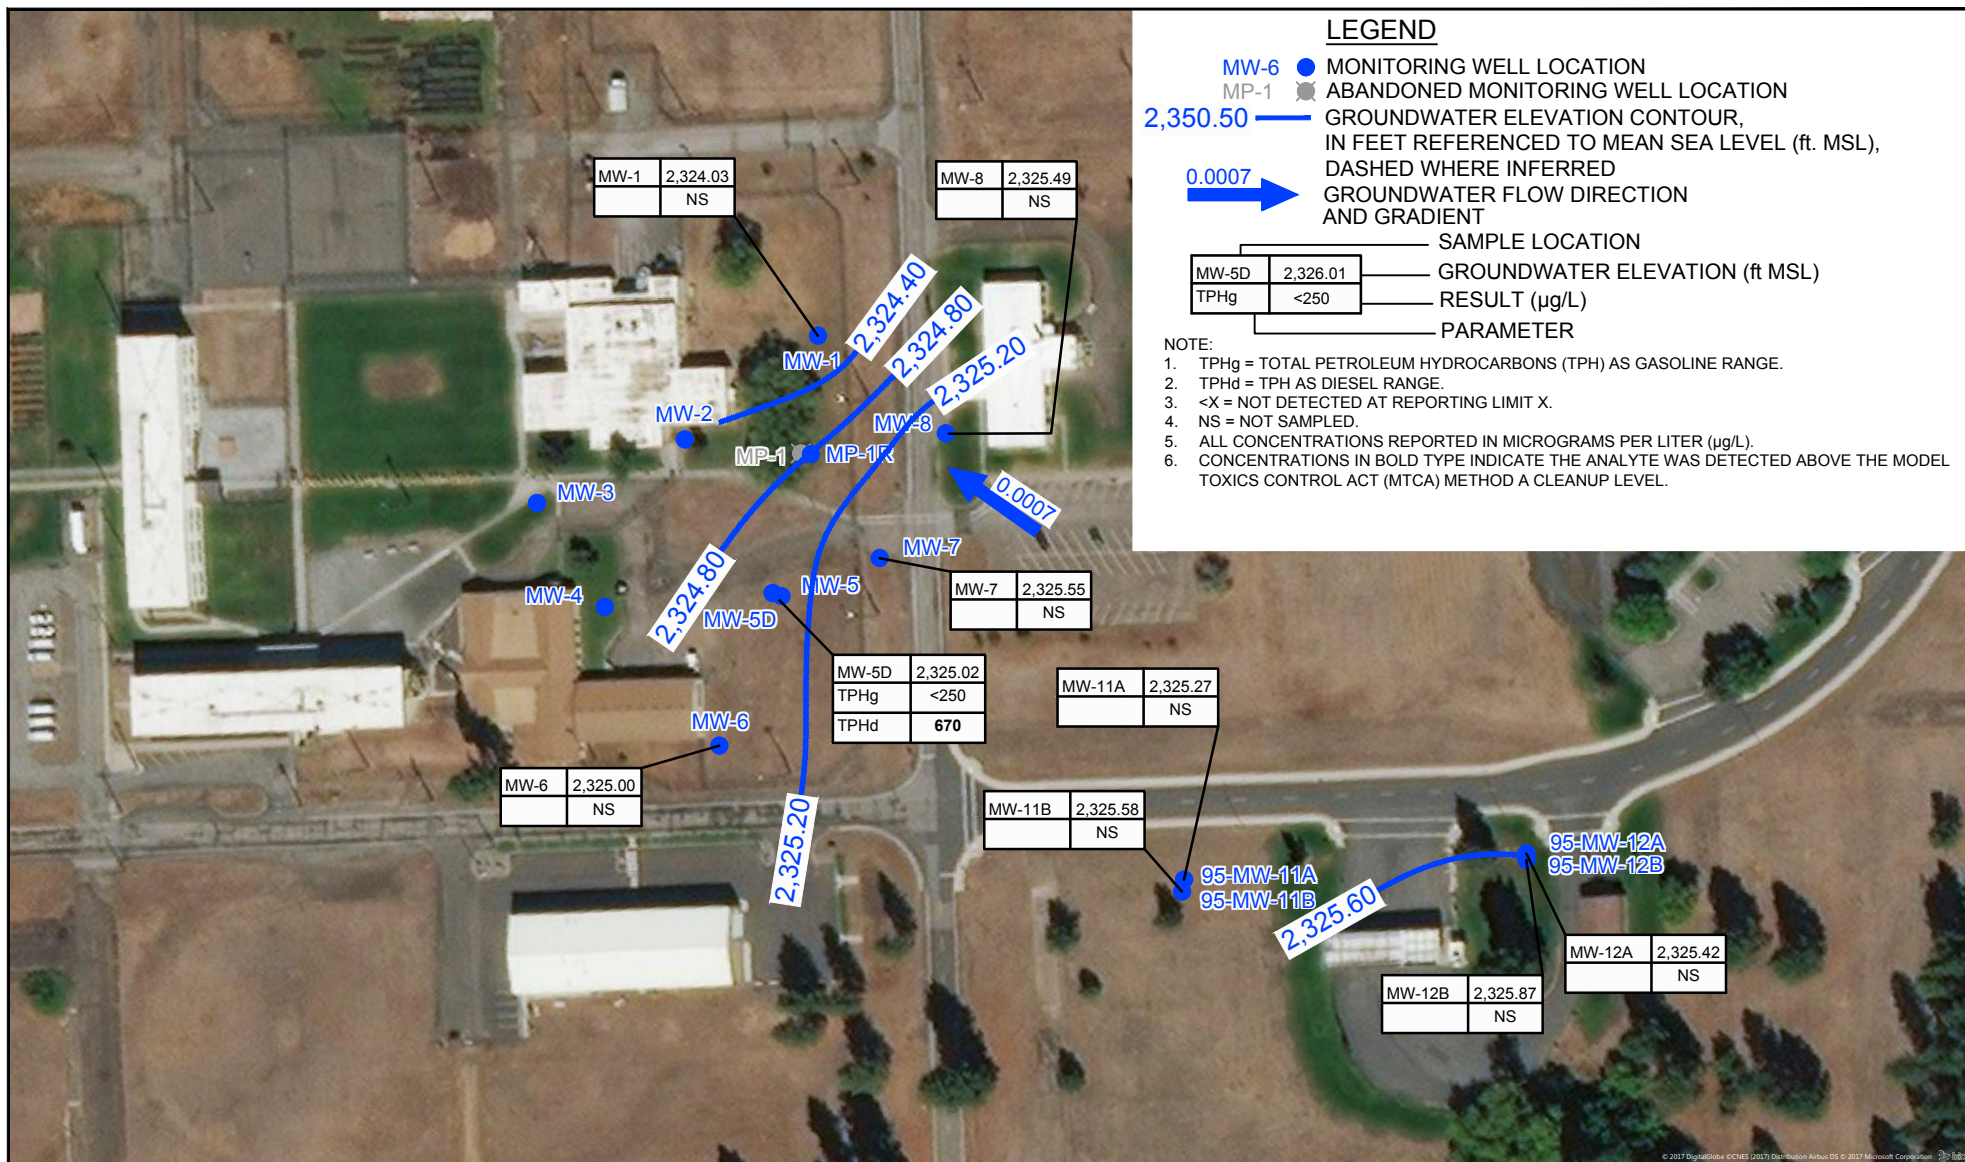 LEGEND
MW-6 MONITORING WELL LOCATION
MP-1 ABANDONED MONITORING WELL LOCATION
2,350.50 GROUNDWATER ELEVATION CONTOUR,
IN FEET REFERENCED TO MEAN SEA LEVEL (ft. MSL),
DASHED WHERE INFERRED
0.0007 GROUNDWATER FLOW DIRECTION
AND GRADIENT
SAMPLE LOCATION
MW-5D 2,326.01 GROUNDWATER ELEVATION (ft MSL)
TPHg <250 RESULT (µg/L)
PARAMETER
NOTE:
1. TPHg = TOTAL PETROLEUM HYDROCARBONS (TPH) AS GASOLINE RANGE.
2. TPHd = TPH AS DIESEL RANGE.
3. <X = NOT DETECTED AT REPORTING LIMIT X.
4. NS = NOT SAMPLED.
5. ALL CONCENTRATIONS REPORTED IN MICROGRAMS PER LITER (µg/L).
6. CONCENTRATIONS IN BOLD TYPE INDICATE THE ANALYTE WAS DETECTED ABOVE THE MODEL
TOXICS CONTROL ACT (MTCA) METHOD A CLEANUP LEVEL.
MW-1 2,324.03
NS
MW-8 2,325.49
NS
2,324.40
2,324.80
2,325.20
MW-1
MW-2
MW-8
MP-1 MP-1R
MW-3
0.0007
MW-7
MW-7 2,325.55
NS
2,324.80
MW-4
MW-5
MW-5D
MW-5D 2,325.02
TPHg <250
TPHd 670
MW-11A 2,325.27
NS
MW-6
MW-6 2,325.00
NS
MW-11B 2,325.58
NS
2,325.20
95-MW-11A
95-MW-11B
2,325.60
95-MW-12A
95-MW-12B
MW-12A 2,325.42
NS
MW-12B 2,325.87
NS
© 2017 DigitalGlobe ©CNES (2017) Distribution Airbus DS © 2017 Microsoft Corporation